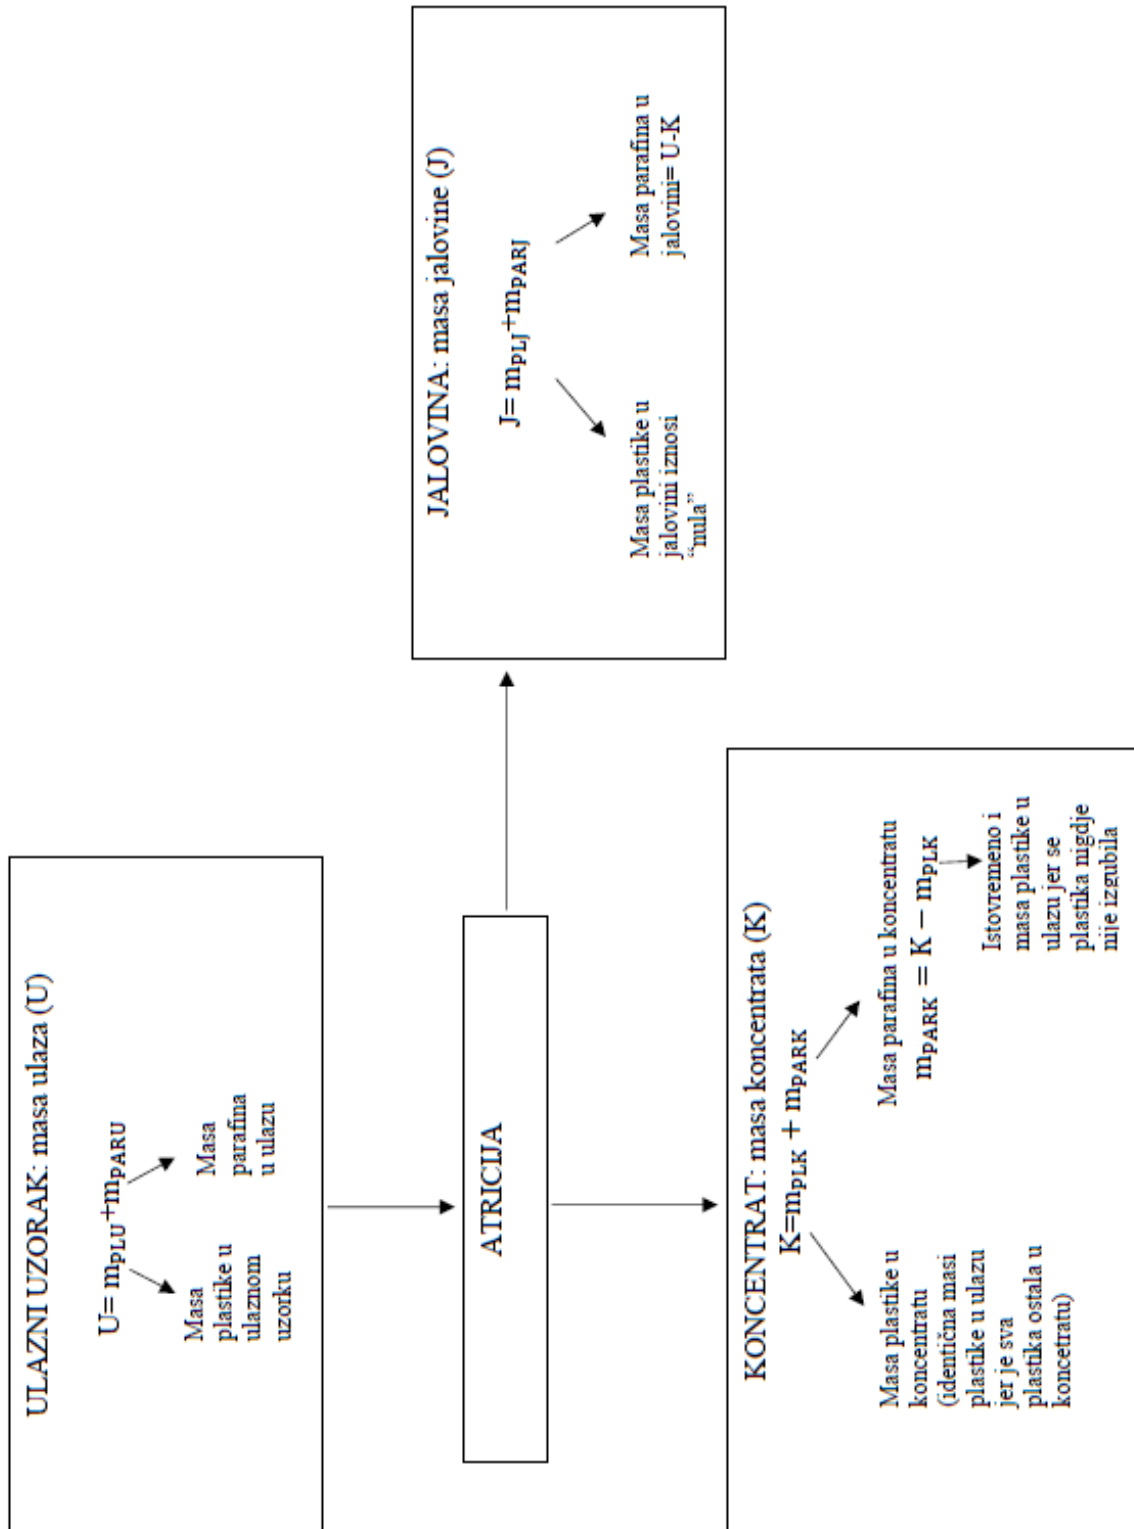 ULAZNI UZORAK: masa ulaza (U)
U= mPLU+mPARU
Masa
plastike u
ulaznom
uzorku
Masa
parafina
u ulazu
ATRICIJA
JALOVINA: masa jalovine (J)
J= mPLJ+mPARJ
Masa plastike u
jalovini iznosi
“nula”
Masa parafina u
jalovini= U-K
KONCENTRAT: masa koncentrata (K)
K=mPLK + mPARK
Masa plastike u
koncentratu
(identična masi
plastike u ulazu
jer je sva
plastika ostala u
koncetratu)
Masa parafina u koncentratu
mPARK = K − mPLK
Istovremeno i
masa plastike u
ulazu jer se
plastika nigdje
nije izgubila